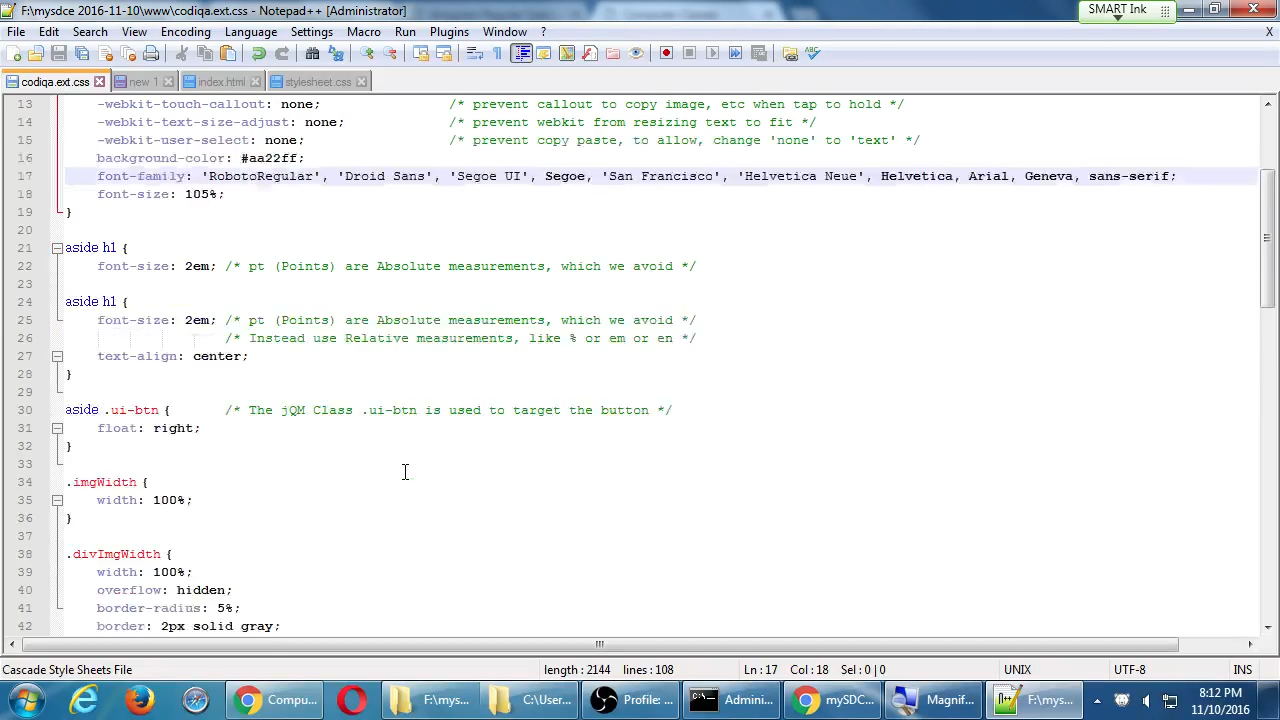 F:\mysdce 2016-11-10\www\codiqa.ext.css - Notepad++ [Administrator]
SMART Ink
File Edit Search View Encoding Language Settings Macro Run Plugins Window ? X
codiqa.ext.css new 1 index.html stylesheet.css
13 -webkit-touch-callout: none; /* prevent callout to copy image, etc when tap to hold */
14 -webkit-text-size-adjust: none; /* prevent webkit from resizing text to fit */
15 -webkit-user-select: none; /* prevent copy paste, to allow, change 'none' to 'text' */
16 background-color: #aa22ff;
17 font-family: 'RobotoRegular', 'Droid Sans', 'Segoe UI', Segoe, 'San Francisco', 'Helvetica Neue', Helvetica, Arial, Geneva, sans-serif;
18 font-size: 105%;
19 }
20
21 aside h1 {
22 font-size: 2em; /* pt (Points) are Absolute measurements, which we avoid */
23
24 aside h1 {
25 font-size: 2em; /* pt (Points) are Absolute measurements, which we avoid */
26 /* Instead use Relative measurements, like % or em or en */
27 text-align: center;
28 }
29
30 aside .ui-btn { /* The jQM Class .ui-btn is used to target the button */
31 float: right;
32 }
33
34 .imgWidth {
35 width: 100%;
36 }
37
38 .divImgWidth {
39 width: 100%;
40 overflow: hidden;
41 border-radius: 5%;
42 border: 2px solid gray;
Cascade Style Sheets File length : 2144 lines : 108 Ln : 17 Col : 18 Sel : 0 | 0 UNIX UTF-8 INS
Compu... F:\mys... C:\User... Profile: ... Admini... mySDC... Magnif... F:\mys... 8:12 PM
11/10/2016